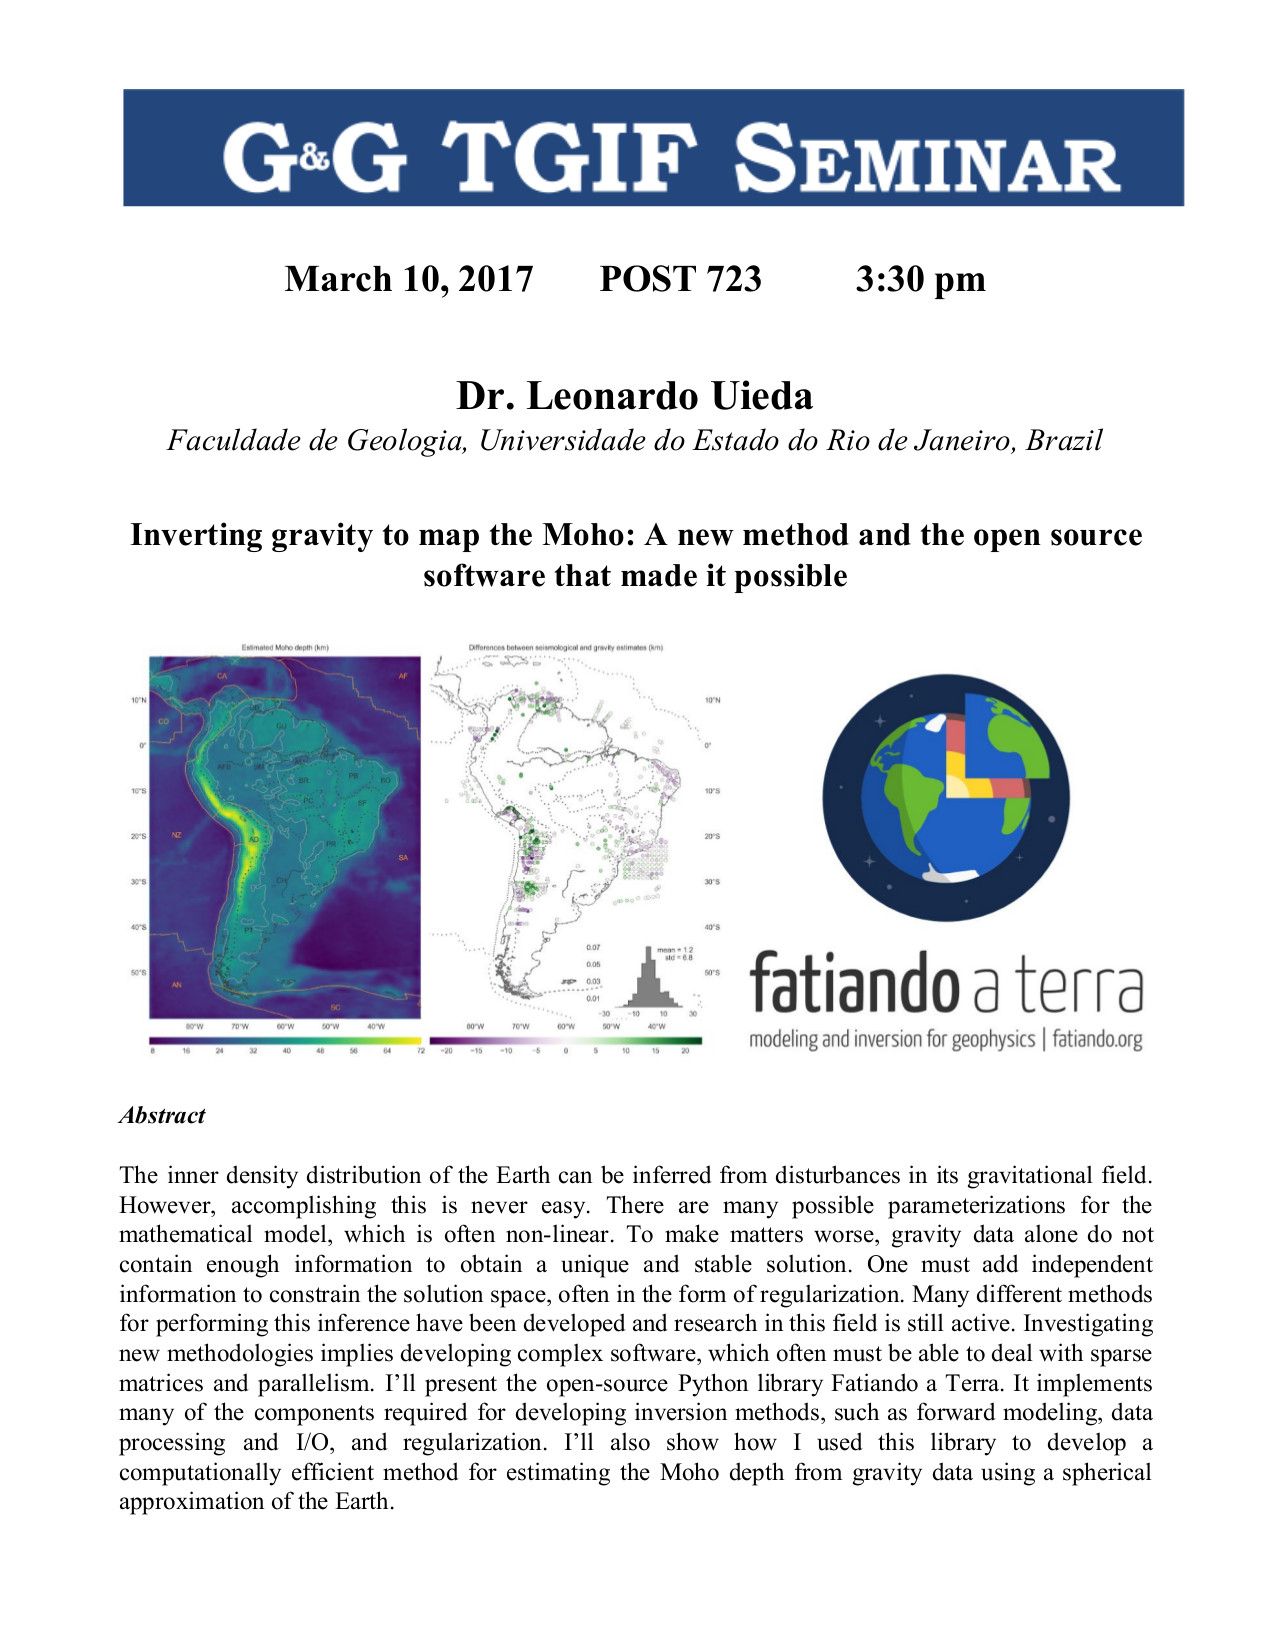 G&G TGIF SEMINAR
March 10, 2017 POST 723 3:30 pm
Dr. Leonardo Uieda
Faculdade de Geologia, Universidade do Estado do Rio de Janeiro, Brazil
Inverting gravity to map the Moho: A new method and the open source
software that made it possible
Estimated Moho depth (km)
Differences between seismological and gravity estimates (km)
CA
AF
10°N
10°N
CO
GU
0°
0°
PB
BO
SR
10°S
10°S
SF
NZ
20°S
20°S
AD
PR
SA
30°S
30°S
CH
PT
40°S
40°S
0.07
mean = 1.2
std = 6.8
0.05
50°S
50°S
AN
0.03
0.01
SC
-30 -10 10 30
80°W 70°W 60°W 50°W 40°W
80°W 70°W 60°W 50°W 40°W
8 16 24 32 40 48 56 64 72
-20 -15 -10 -5 0 5 10 15 20
fatiando a terra
modeling and inversion for geophysics | fatiando.org
Abstract
The inner density distribution of the Earth can be inferred from disturbances in its gravitational field.
However, accomplishing this is never easy. There are many possible parameterizations for the
mathematical model, which is often non-linear. To make matters worse, gravity data alone do not
contain enough information to obtain a unique and stable solution. One must add independent
information to constrain the solution space, often in the form of regularization. Many different methods
for performing this inference have been developed and research in this field is still active. Investigating
new methodologies implies developing complex software, which often must be able to deal with sparse
matrices and parallelism. I’ll present the open-source Python library Fatiando a Terra. It implements
many of the components required for developing inversion methods, such as forward modeling, data
processing and I/O, and regularization. I’ll also show how I used this library to develop a
computationally efficient method for estimating the Moho depth from gravity data using a spherical
approximation of the Earth.